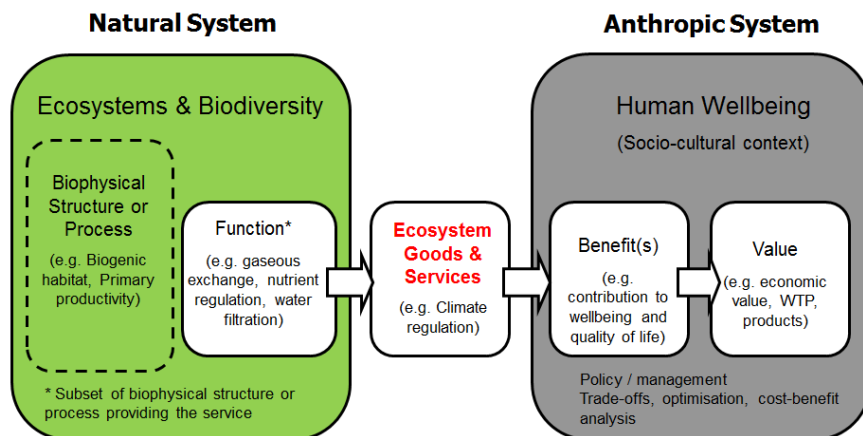 Natural System
Anthropic System
Ecosystems & Biodiversity
Biophysical
Structure or
Process
(e.g. Biogenic
habitat, Primary
productivity)
Function*
(e.g. gaseous
exchange, nutrient
regulation, water
filtration)
* Subset of biophysical structure or
process providing the service
Ecosystem
Goods &
Services
(e.g. Climate
regulation)
Human Wellbeing
(Socio-cultural context)
Benefit(s)
(e.g.
contribution to
wellbeing and
quality of life)
Value
(e.g. economic
value, WTP,
products)
Policy / management
Trade-offs, optimisation, cost-benefit
analysis